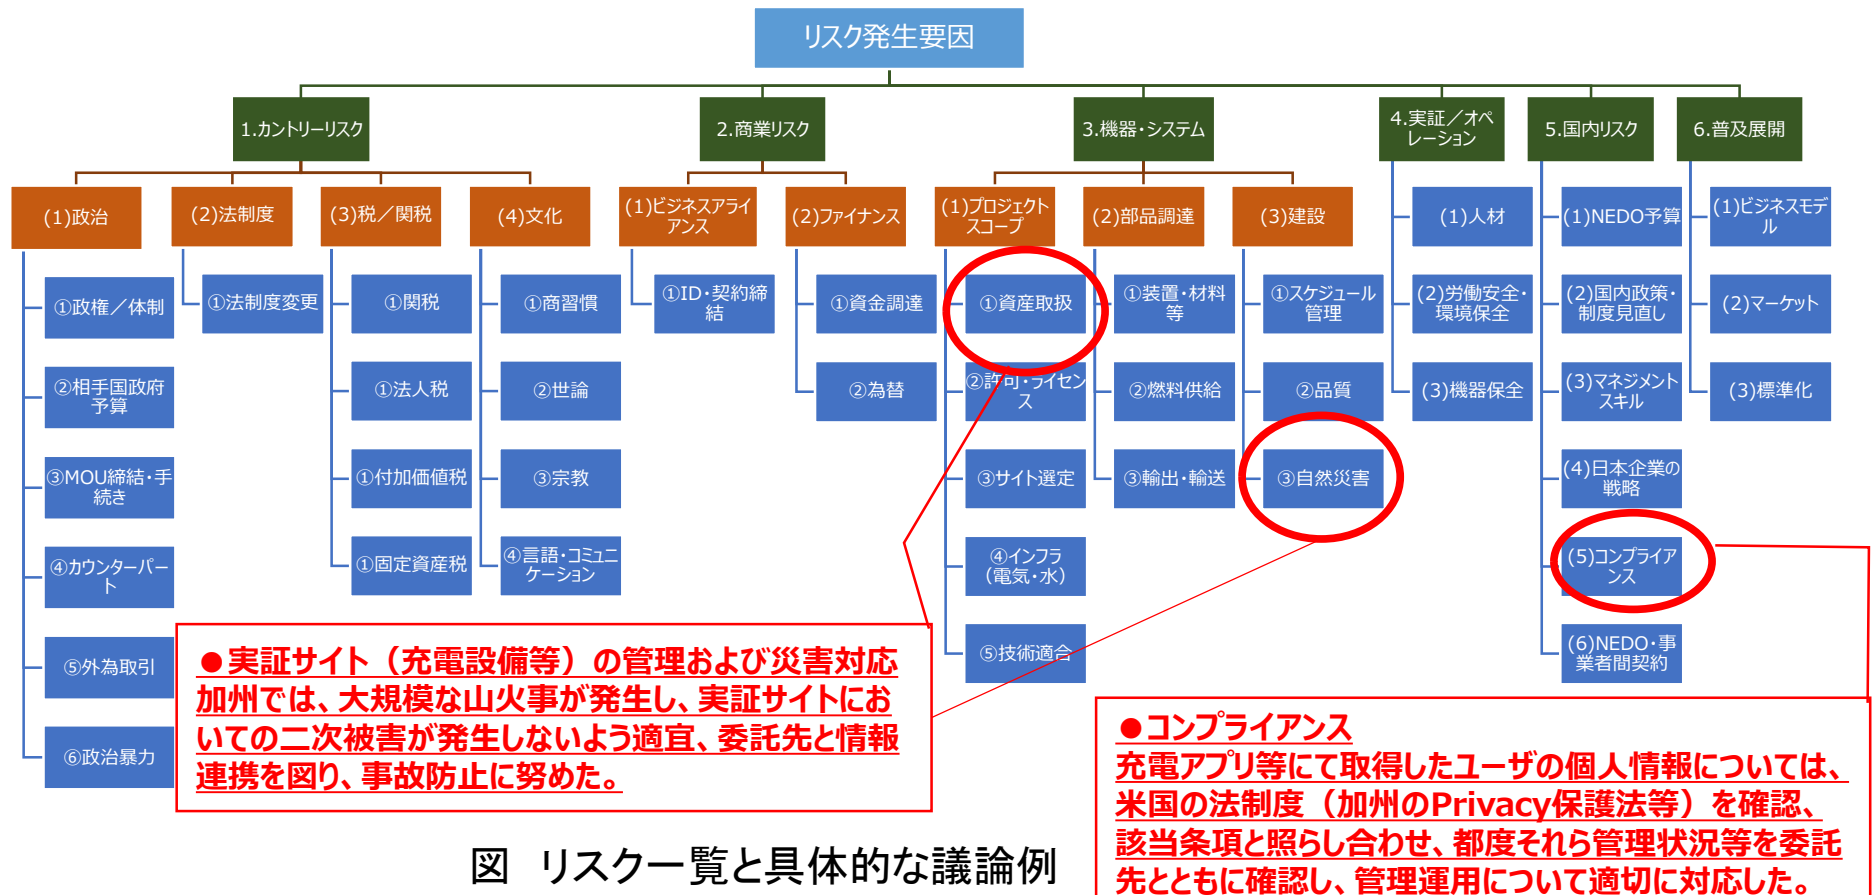 リスク発生要因
1.カントリーリスク
2.商業リスク
3.機器・システム
4.実証／オペ
レーション
5.国内リスク
6.普及展開
(1)政治
(2)法制度
(3)税／関税
(4)文化
(1)ビジネスアライ
アンス
(2)ファイナンス
(1)プロジェクト
スコープ
(2)部品調達
(3)建設
(1)人材
(1)NEDO予算
(1)ビジネスモデ
ル
①政権／体制
①法制度変更
①関税
①商習慣
①ID・契約締
結
①資金調達
①資産取扱
①装置・材料
等
①スケジュール
管理
(2)労働安全・
環境保全
(2)国内政策・
制度見直し
(2)マーケット
②相手国政府
予算
①法人税
②世論
②為替
②許可・ライセン
ス
②燃料供給
②品質
(3)機器保全
(3)マネジメント
スキル
(3)標準化
③MOU締結・手
続き
①付加価値税
③宗教
③サイト選定
③輸出・輸送
③自然災害
(4)日本企業の
戦略
④カウンターパー
ト
①固定資産税
④言語・コミュニ
ケーション
④インフラ
（電気・水）
(5)コンプライア
ンス
⑤外為取引
⑤技術適合
(6)NEDO・事
業者間契約
⑥政治暴力
●実証サイト（充電設備等）の管理および災害対応
加州では、大規模な山火事が発生し、実証サイトにお
いての二次被害が発生しないよう適宜、委託先と情報
連携を図り、事故防止に努めた。
●コンプライアンス
充電アプリ等にて取得したユーザの個人情報については、
米国の法制度（加州のPrivacy保護法等）を確認、
該当条項と照らし合わせ、都度それら管理状況等を委託
先とともに確認し、管理運用について適切に対応した。
図　リスク一覧と具体的な議論例